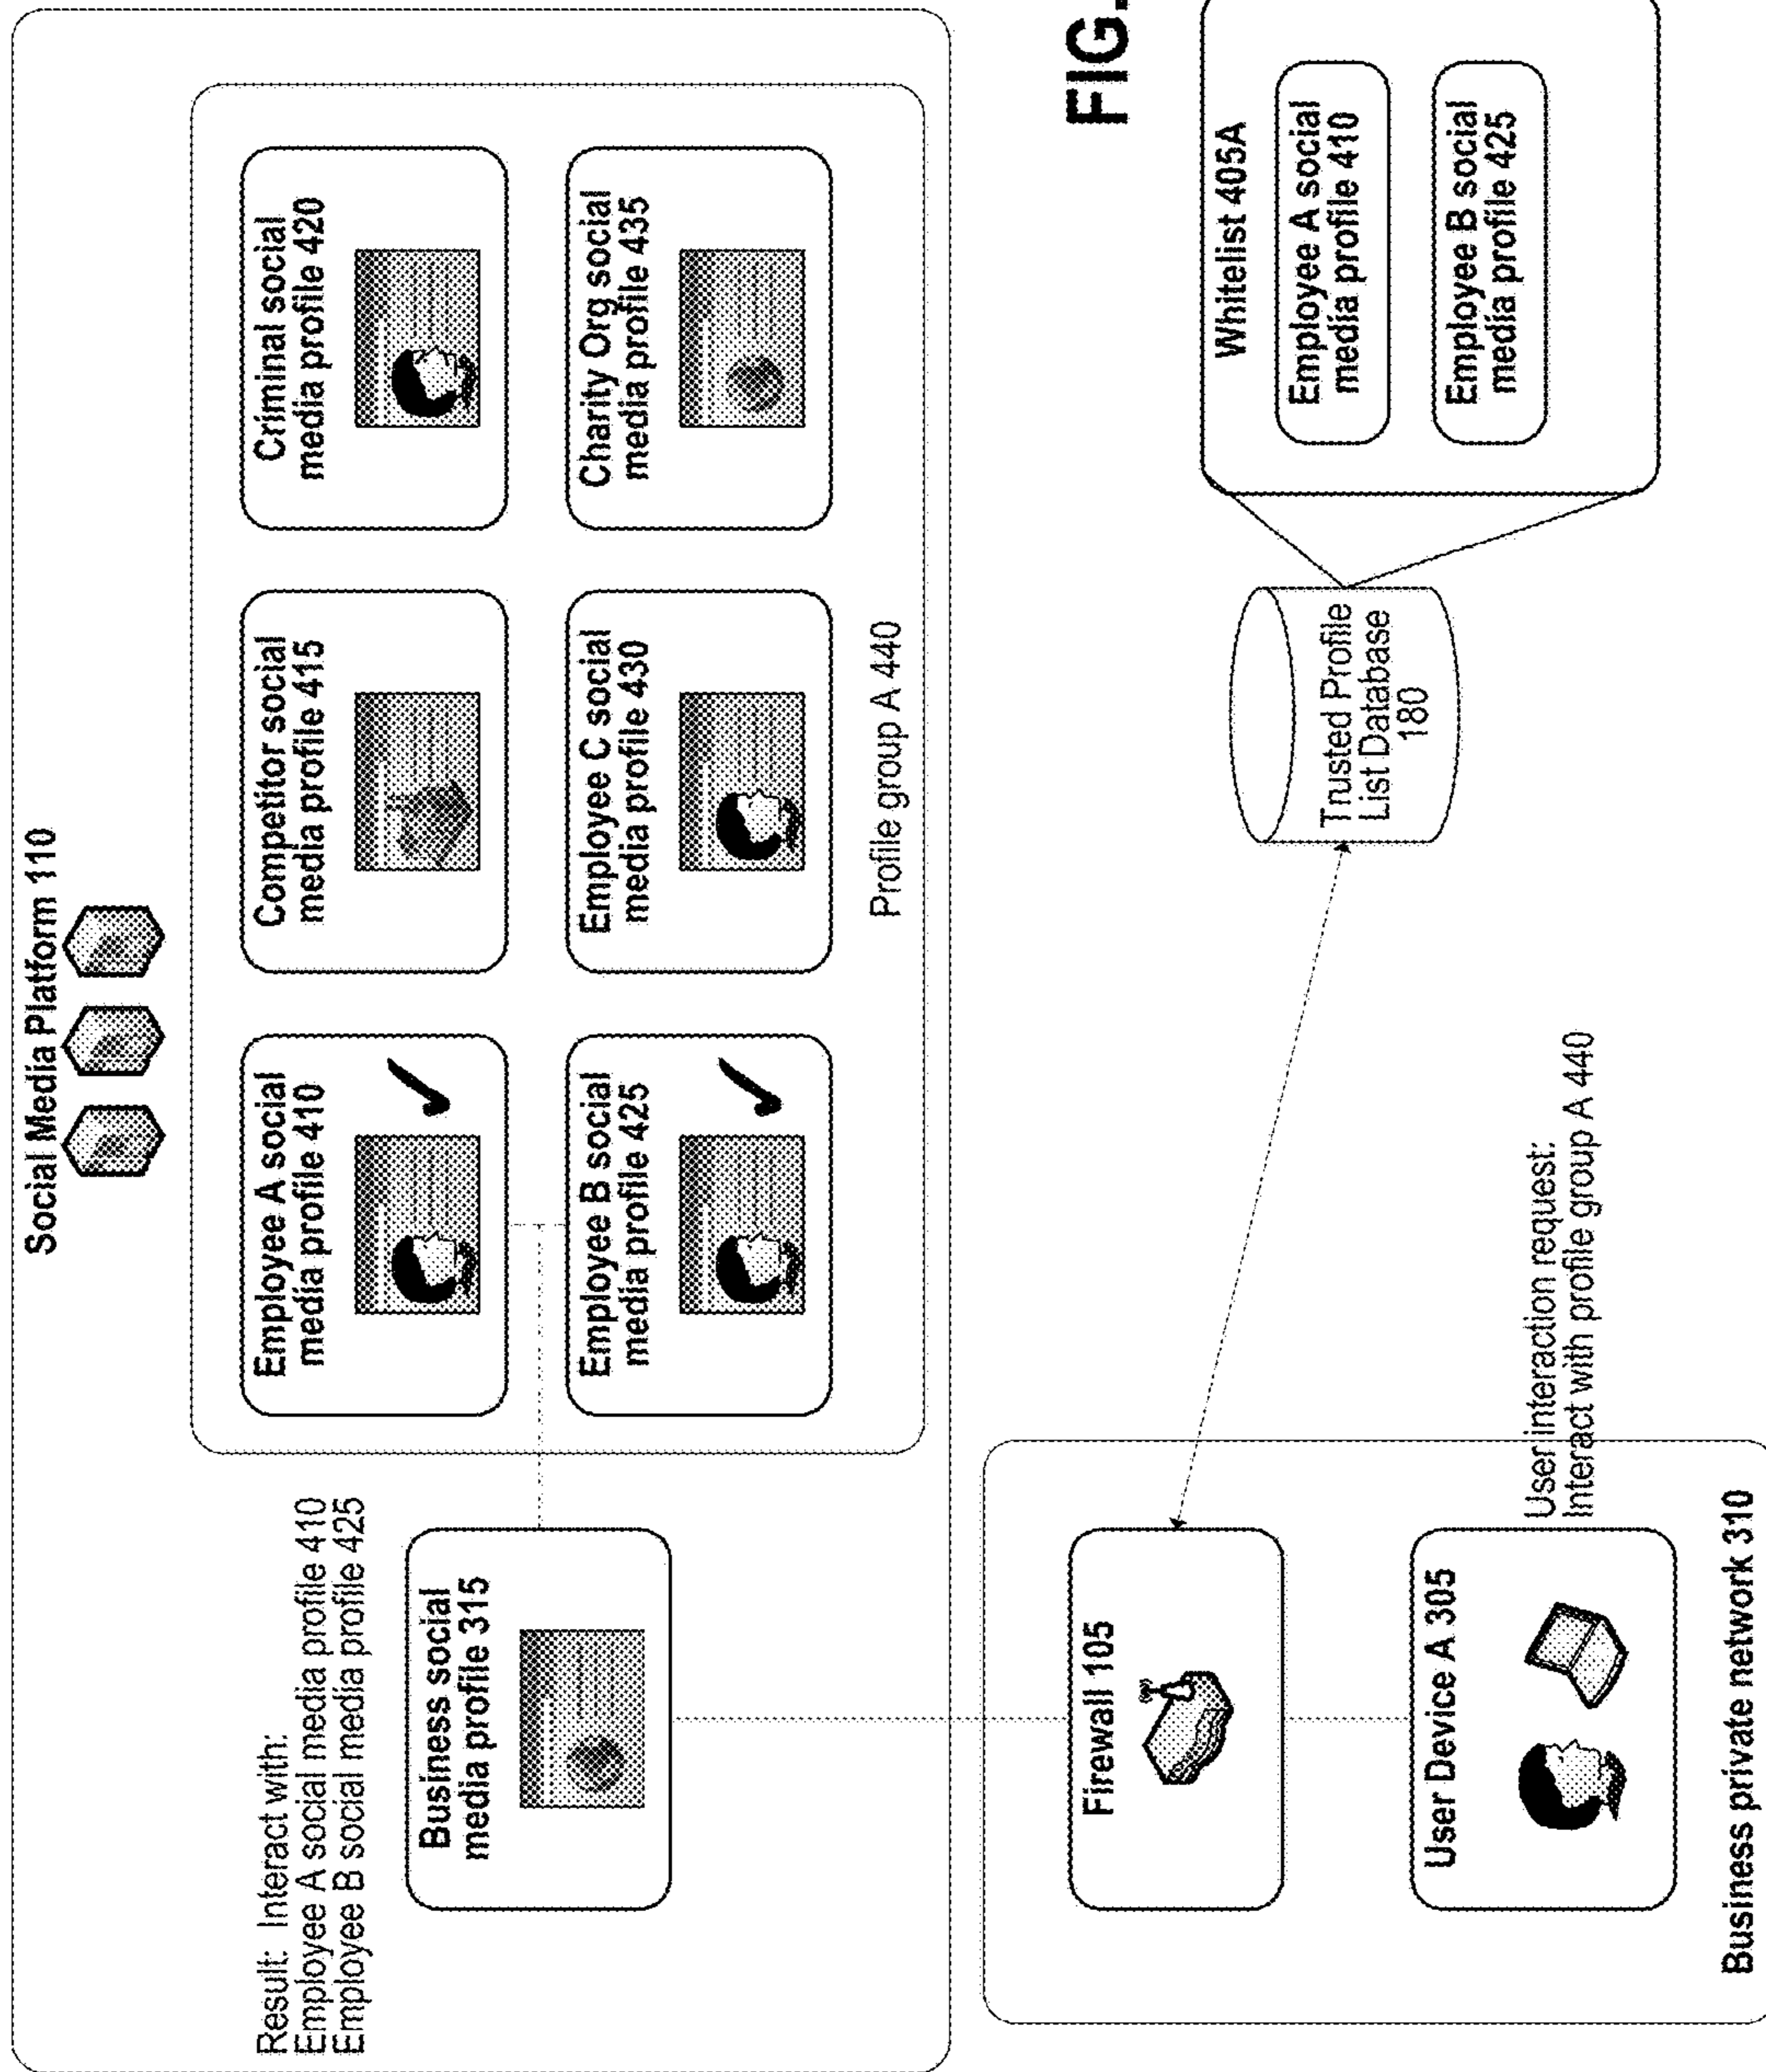 Social Media Platform 110
Result: Interact with:
Employee A social media profile 410
Employee B social media profile 425
Business social
media profile 315
Employee A social
media profile 410
Competitor social
media profile 415
Criminal social
media profile 420
Employee B social
media profile 425
Employee C social
media profile 430
Charity Org social
media profile 435
Profile group A 440
FIG.
Firewall 105
User Device A 305
User interaction request:
Interact with profile group A 440
Business private network 310
Trusted Profile
List Database
180
Whitelist 405A
Employee A social
media profile 410
Employee B social
media profile 425